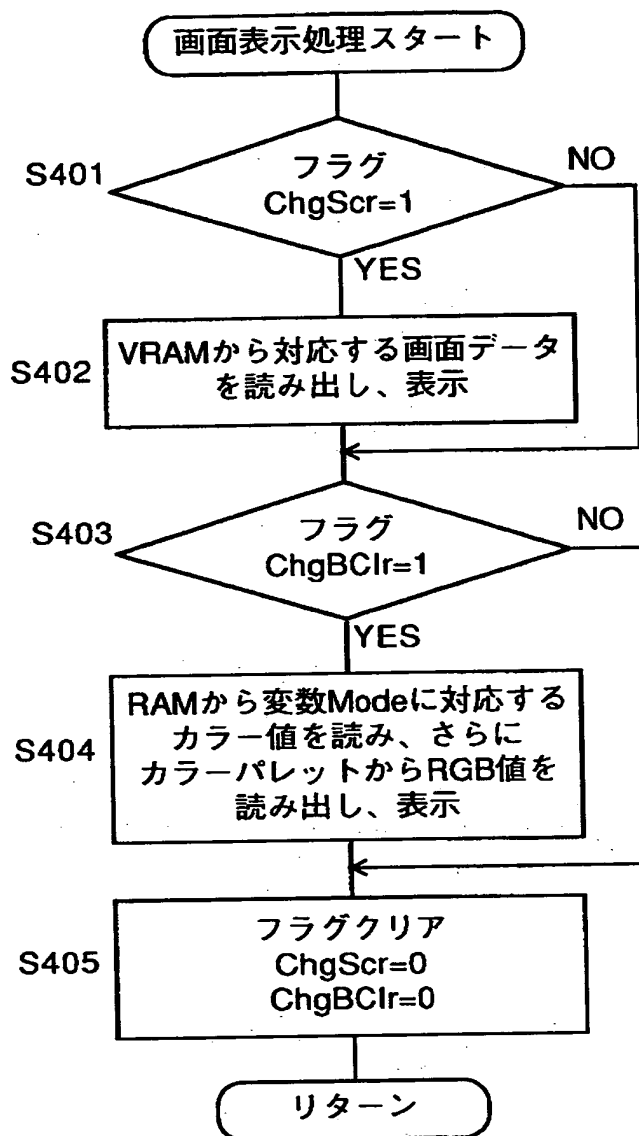 画面表示処理スタート
S401
フラグ
ChgScr=1
NO
YES
S402
VRAMから対応する画面データ
を読み出し、表示
S403
フラグ
ChgBClr=1
NO
YES
S404
RAMから変数Modeに対応する
カラー値を読み、さらに
カラーパレットからRGB値を
読み出し、表示
S405
フラグクリア
ChgScr=0
ChgBClr=0
リターン